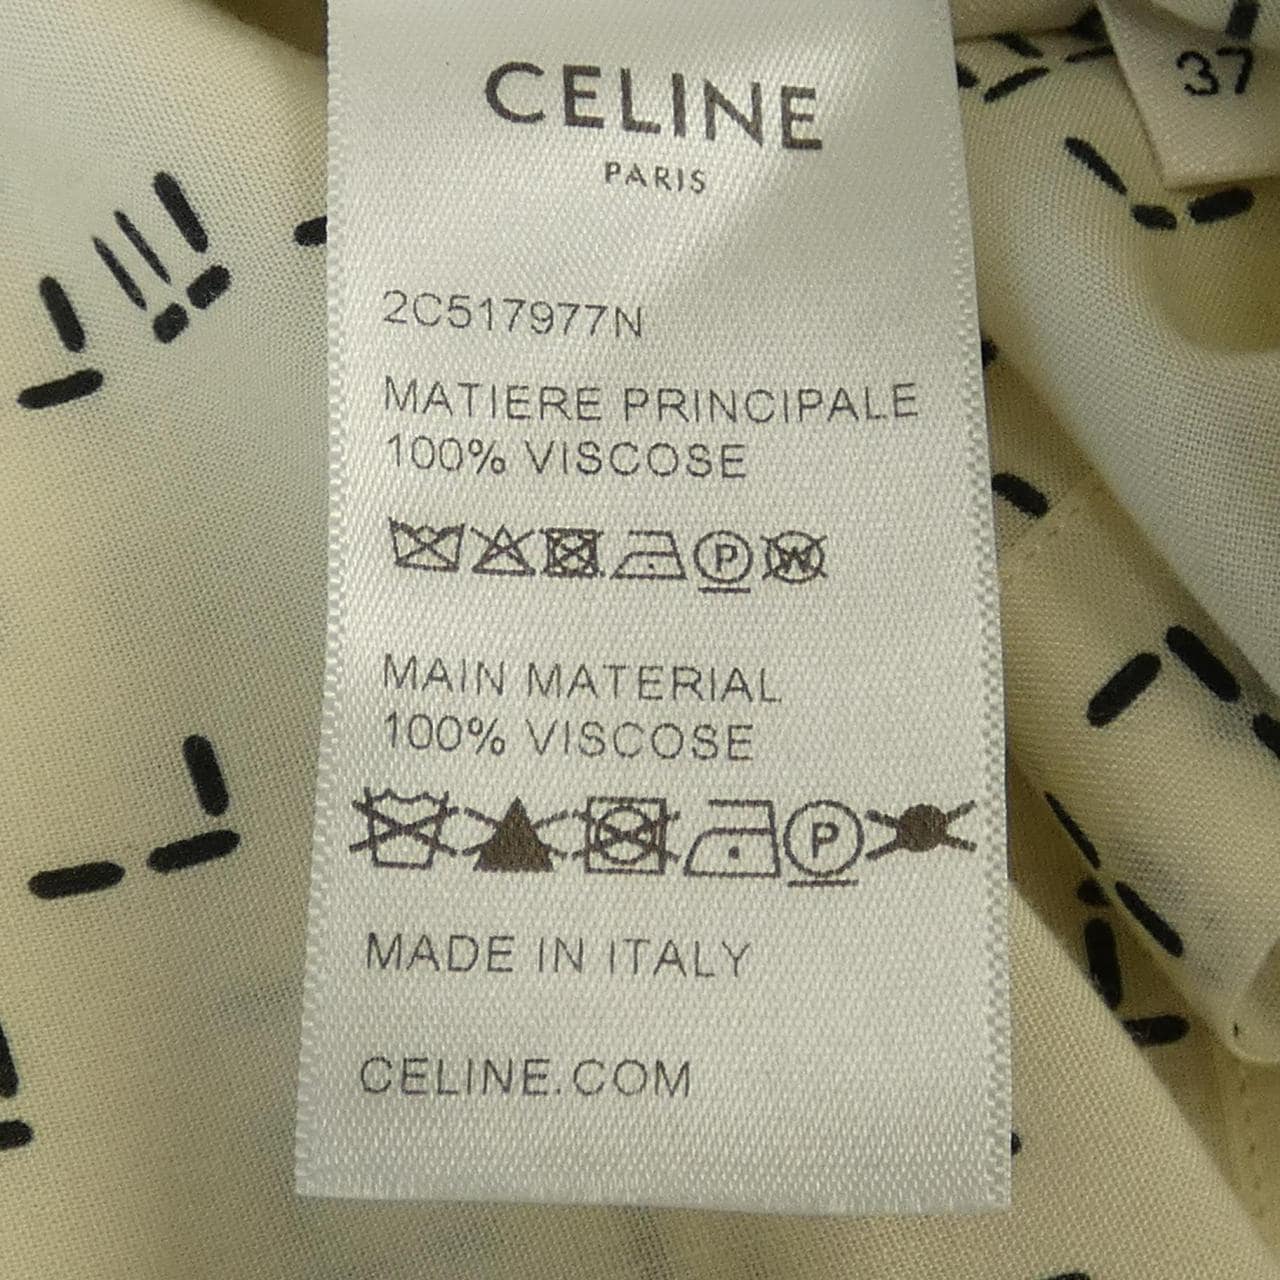 CELINE
PARIS
37
2C517977N
MATIERE PRINCIPALE
100% VISCOSE
P W
MAIN MATERIAL
100% VISCOSE
P
MADE IN ITALY
CELINE.COM